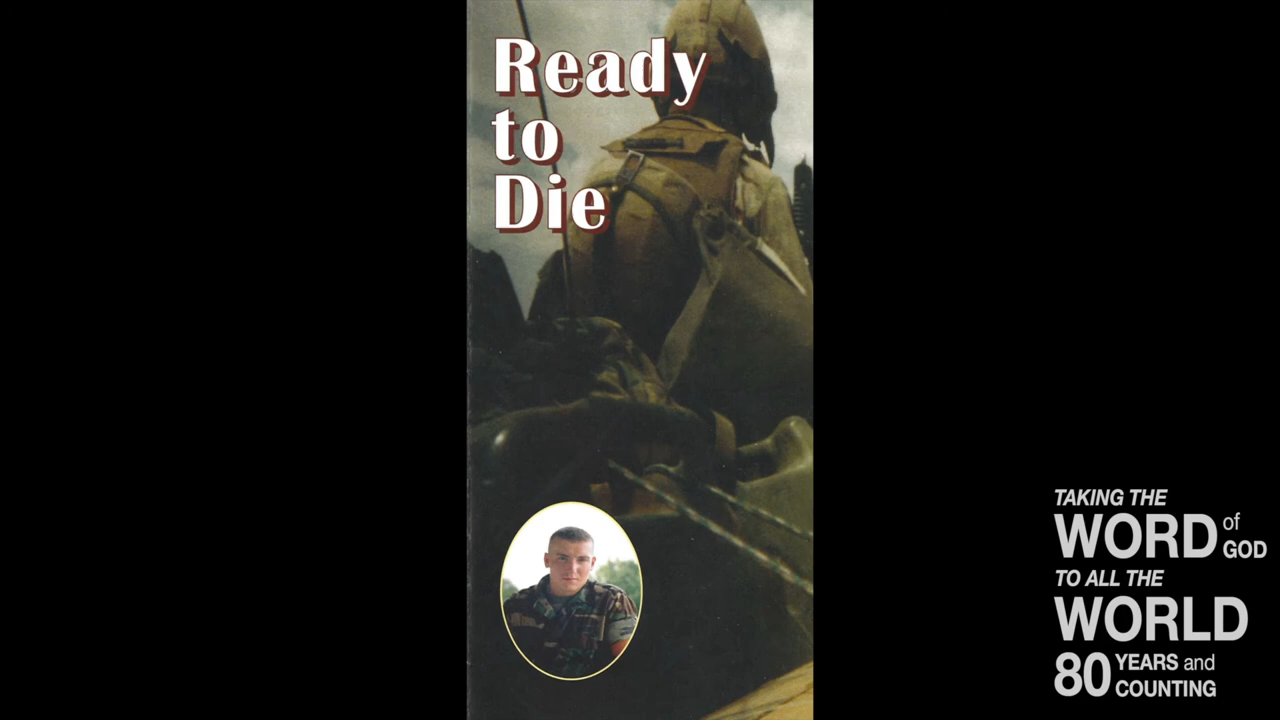 Ready
to
Die
TAKING THE
WORD of GOD
TO ALL THE
WORLD
80 YEARS and
COUNTING